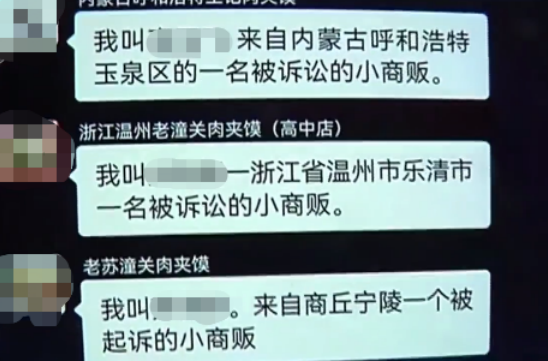 我叫 来自内蒙古呼和浩特
玉泉区的一名被诉讼的小商贩。
浙江温州老潼关肉夹馍（高中店）
我叫 一浙江省温州市乐清市
一名被诉讼的小商贩。
老苏潼关肉夹馍
我叫 。来自商丘宁陵一个被
起诉的小商贩